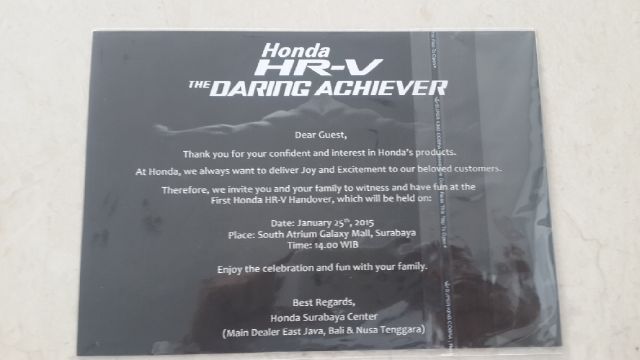 Honda
HR-V
THE DARING ACHIEVER
Dear Guest,
Thank you for your confident and interest in Honda's products.
At Honda, we always want to deliver Joy and Excitement to our beloved customers.
Therefore, we invite you and your family to witness and have fun at the
First Honda HR-V Handover, which will be held on:
Date: January 25th, 2015
Place: South Atrium Galaxy Mall, Surabaya
Time: 14.00 WIB
Enjoy the celebration and fun with your family.
Best Regards,
Honda Surabaya Center
(Main Dealer East Java, Bali & Nusa Tenggara)